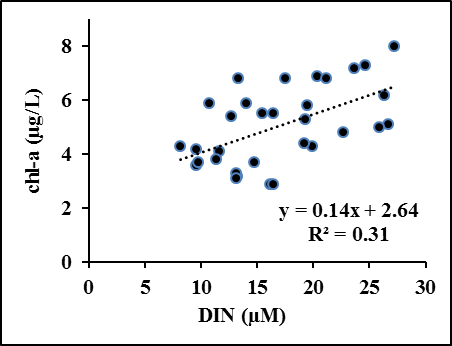 8
6
4
2
0
chl-a (µg/L)
y = 0.14x + 2.64
R² = 0.31
0 5 10 15 20 25 30
DIN (µM)